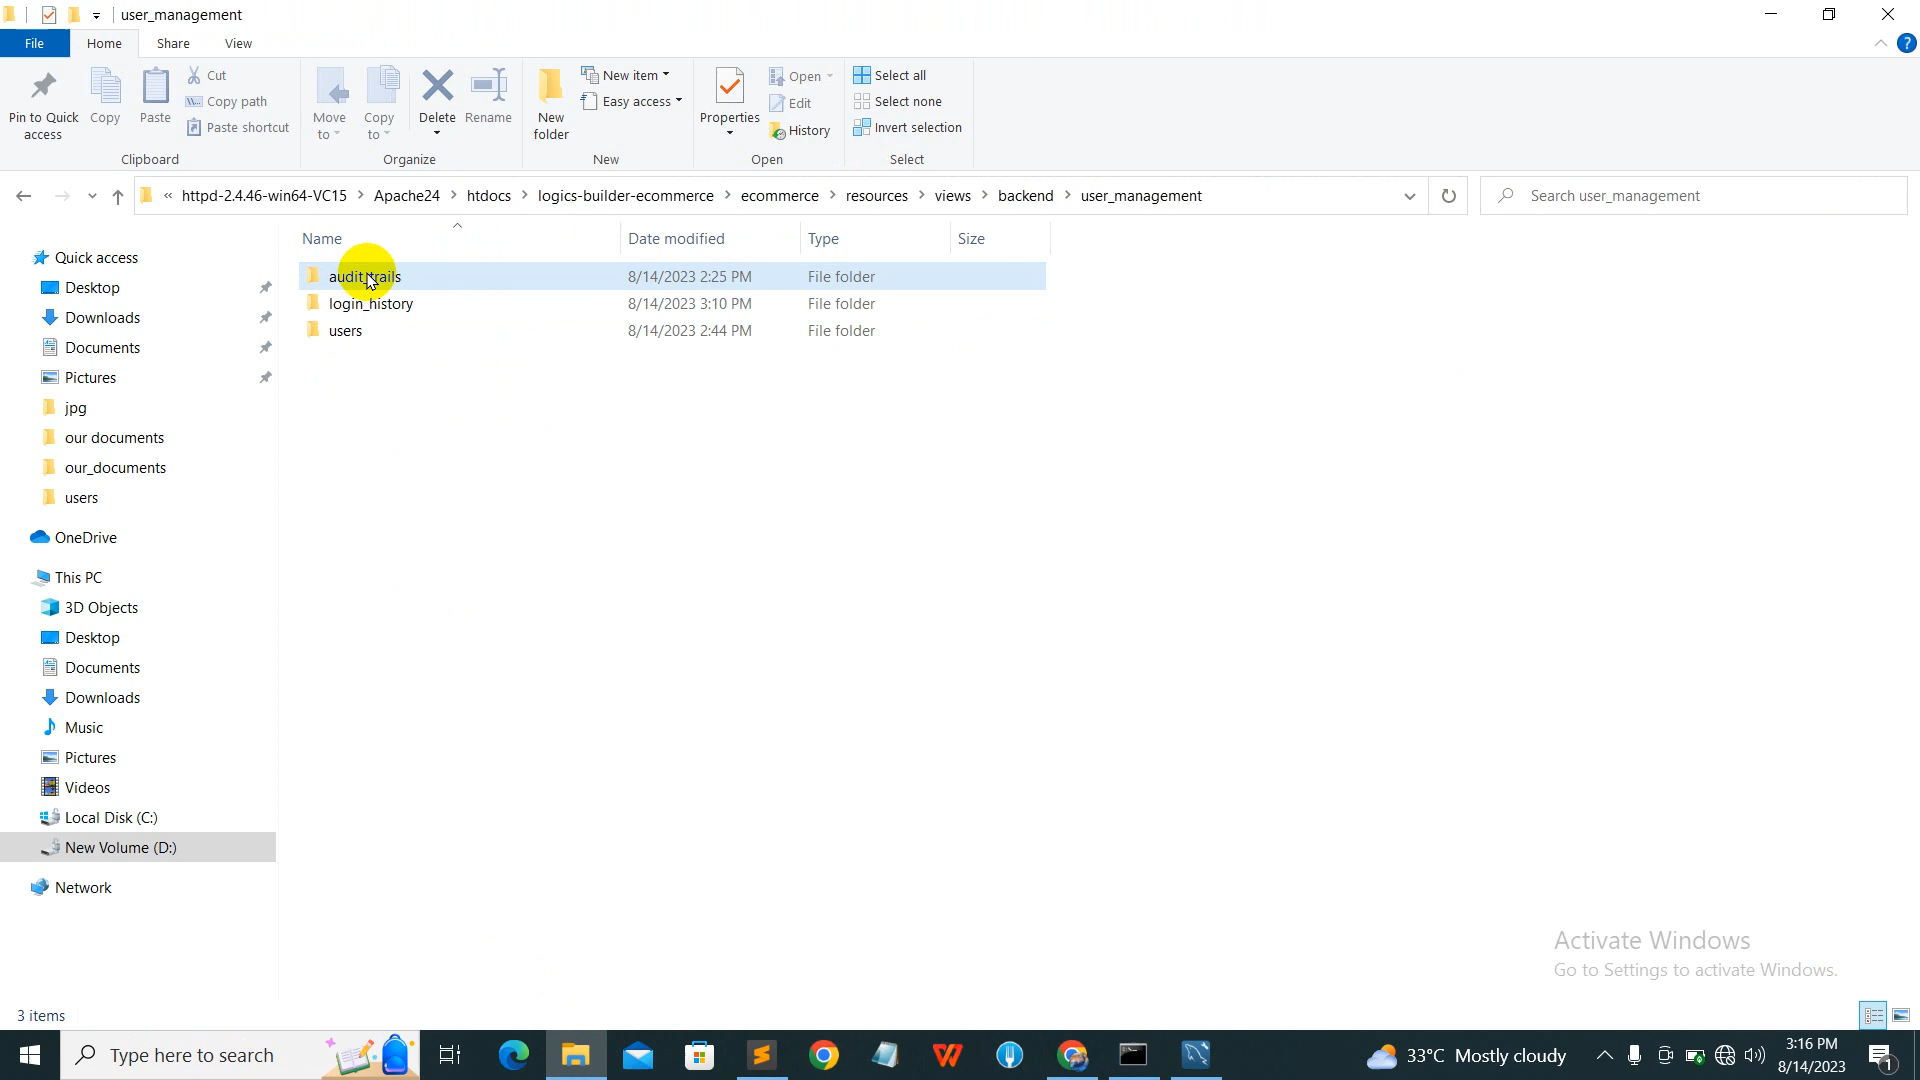 user_management
File Home Share View
Pin to Quick access
Copy
Paste
Cut
Copy path
Paste shortcut
Clipboard
Move to
Copy to
Delete
Rename
Organize
New folder
New item
Easy access
New
Properties
Open
Edit
History
Open
Select all
Select none
Invert selection
Select
« httpd-2.4.46-win64-VC15 > Apache24 > htdocs > logics-builder-ecommerce > ecommerce > resources > views > backend > user_management
Search user_management
Name Date modified Type Size
audit_trails 8/14/2023 2:25 PM File folder
login_history 8/14/2023 3:10 PM File folder
users 8/14/2023 2:44 PM File folder
Quick access
Desktop
Downloads
Documents
Pictures
jpg
our documents
our_documents
users
OneDrive
This PC
3D Objects
Desktop
Documents
Downloads
Music
Pictures
Videos
Local Disk (C:)
New Volume (D:)
Network
Activate Windows
Go to Settings to activate Windows.
3 items
Type here to search
33°C Mostly cloudy
3:16 PM
8/14/2023
1